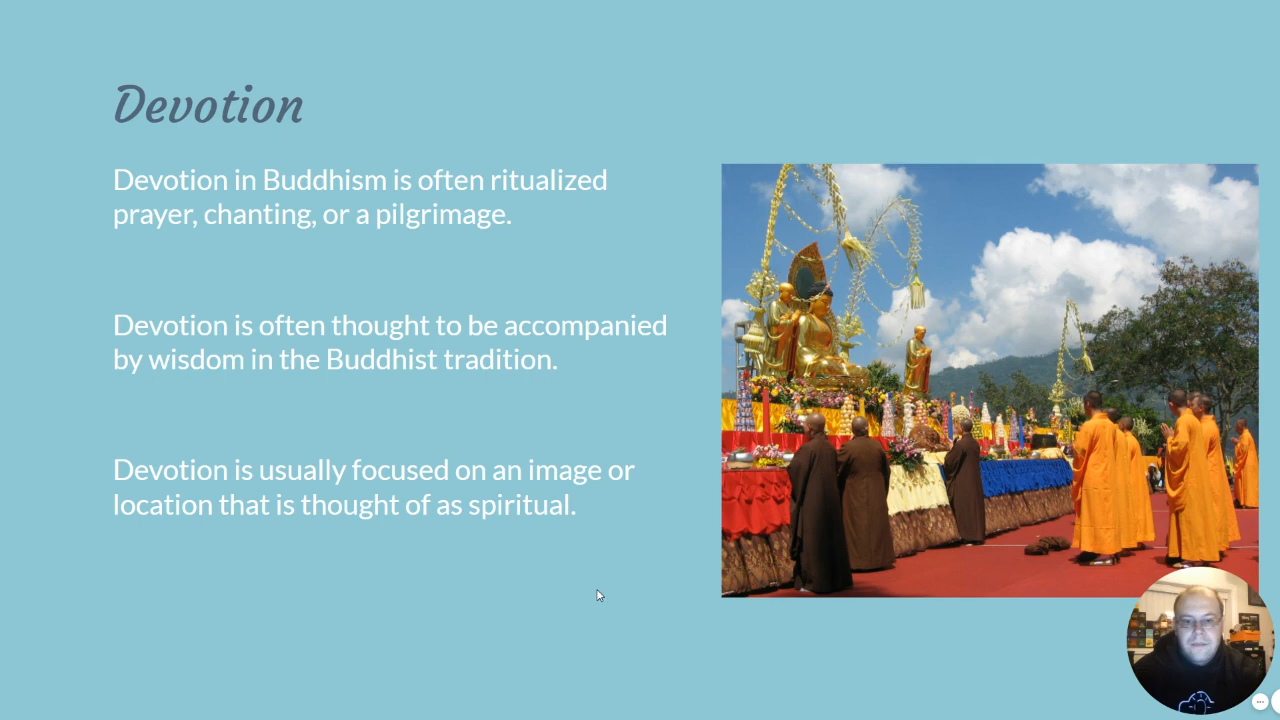 Devotion
Devotion in Buddhism is often ritualized
prayer, chanting, or a pilgrimage.
Devotion is often thought to be accompanied
by wisdom in the Buddhist tradition.
Devotion is usually focused on an image or
location that is thought of as spiritual.